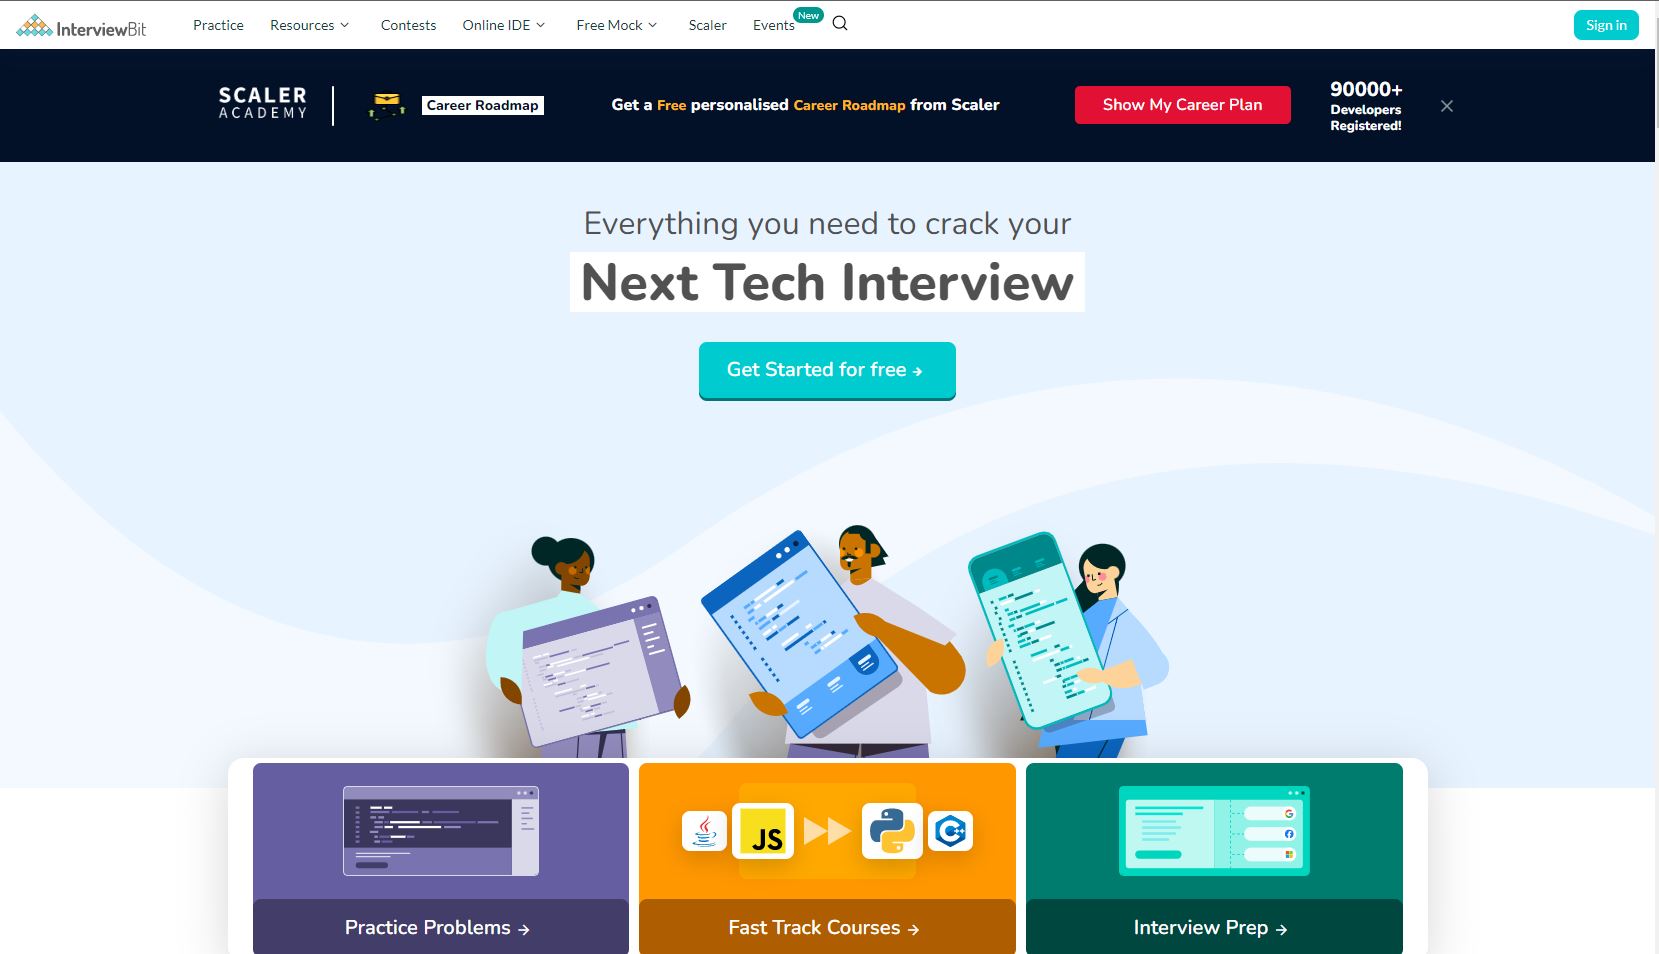 InterviewBit
Practice
Resources
Contests
Online IDE
Free Mock
Scaler
Events
New
Sign in
SCALER
ACADEMY
Career Roadmap
Get a Free personalised Career Roadmap from Scaler
Show My Career Plan
90000+
Developers
Registered!
Everything you need to crack your
Next Tech Interview
Get Started for free →
JS
C++
G
Practice Problems →
Fast Track Courses →
Interview Prep →